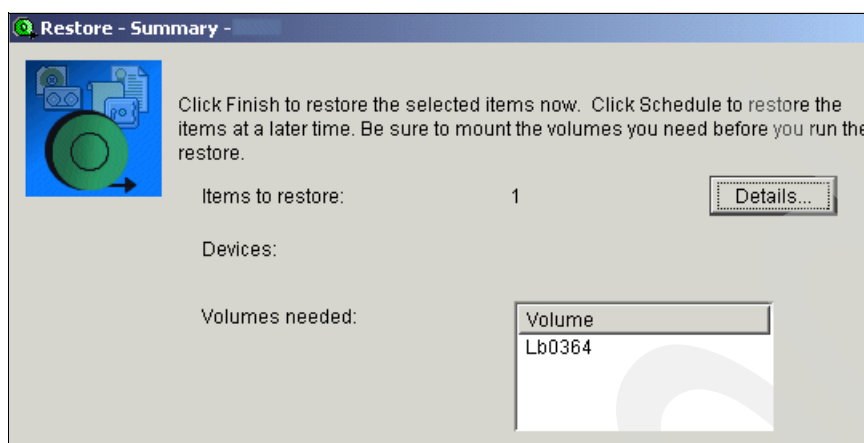 Restore - Summary -
Click Finish to restore the selected items now. Click Schedule to restore the
items at a later time. Be sure to mount the volumes you need before you run the
restore.
Items to restore: 1 Details...
Devices:
Volumes needed: Volume
Lb0364